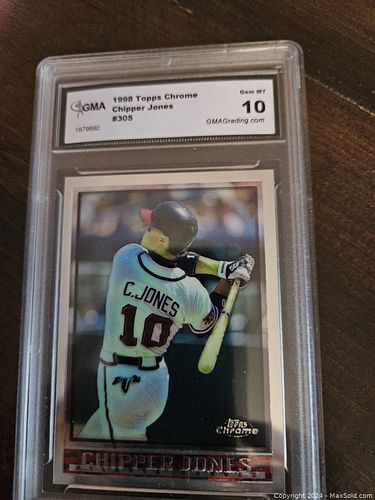 GMA
1998 Topps Chrome
Chipper Jones
#305
1979890
Gem MT
10
GMAGrading.com
C.JONES
10
Topps
Chrome
CHIPPER JONES
Copyright 2024 - MaxSold.com